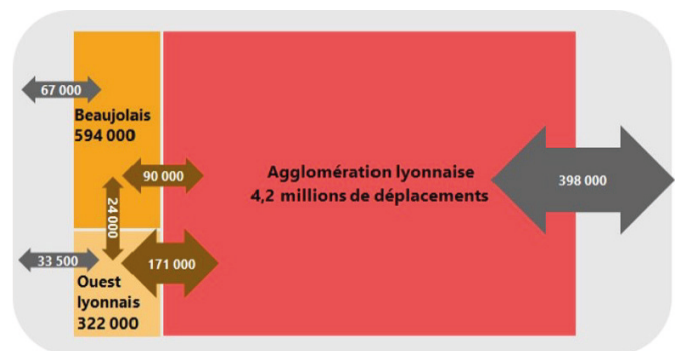 67 000
Beaujolais
594 000
90 000
24 000
Agglomération lyonnaise
4,2 millions de déplacements
398 000
33 500
171 000
Ouest
lyonnais
322 000